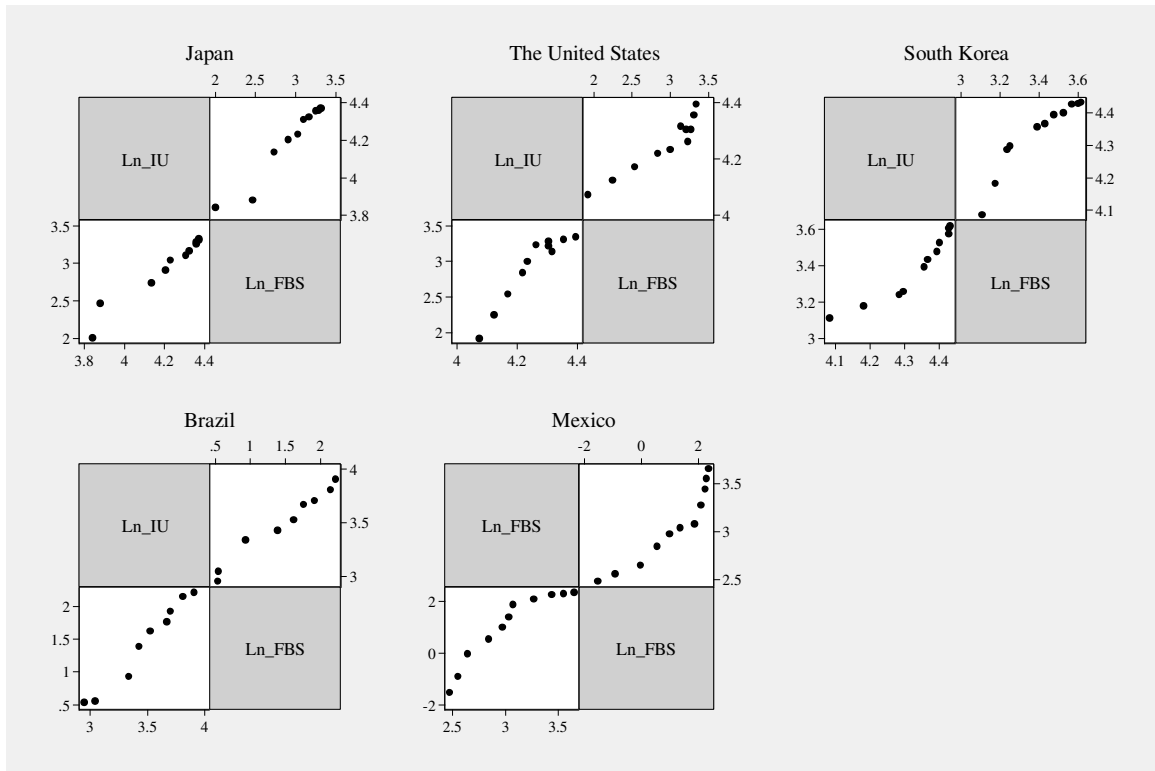 Japan
2 2.5 3 3.5
Ln_IU
4.4
4.2
4
3.8
3.5
3
2.5
2
Ln_FBS
3.8 4 4.2 4.4
The United States
2 2.5 3 3.5
4.4
4.2
4
3.5
3
2.5
2
Ln_FBS
4 4.2 4.4
South Korea
3 3.2 3.4 3.6
Ln_IU
4.4
4.3
4.2
4.1
3.6
3.4
3.2
3
Ln_FBS
4.1 4.2 4.3 4.4
Brazil
.5 1 1.5 2
Ln_IU
4
3.5
3
2
1.5
1
.5
Ln_FBS
3 3.5 4
Mexico
-2 0 2
Ln_FBS
3.5
3
2.5
2
0
-2
Ln_FBS
2.5 3 3.5